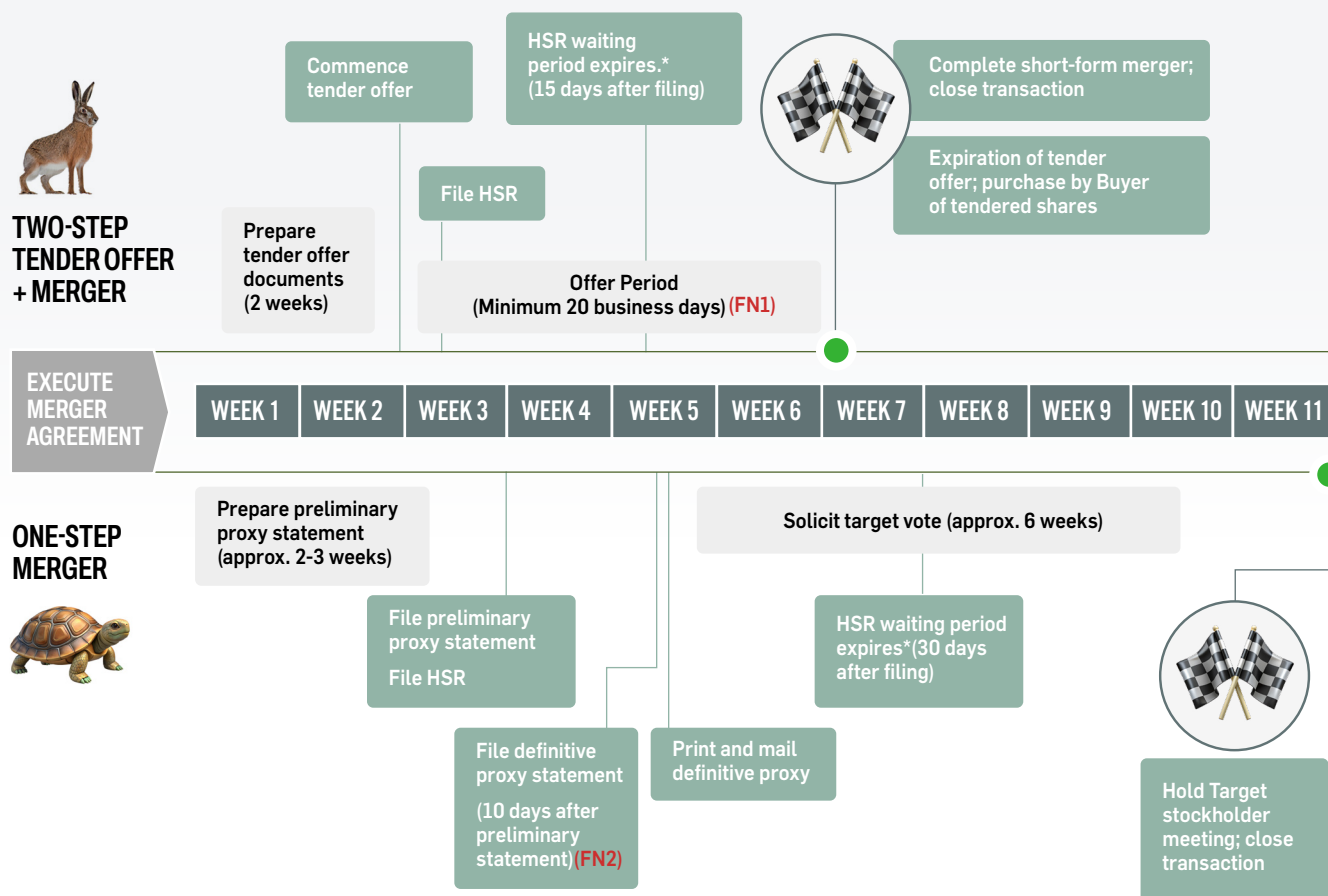 Commence
tender offer
HSR waiting
period expires.*
(15 days after filing)
Complete short-form merger;
close transaction
Expiration of tender
offer; purchase by Buyer
of tendered shares
File HSR
TWO-STEP
TENDER OFFER
+ MERGER
Prepare
tender offer
documents
(2 weeks)
Offer Period
(Minimum 20 business days) (FN1)
EXECUTE
MERGER
AGREEMENT
WEEK 1
WEEK 2
WEEK 3
WEEK 4
WEEK 5
WEEK 6
WEEK 7
WEEK 8
WEEK 9
WEEK 10
WEEK 11
ONE-STEP
MERGER
Prepare preliminary
proxy statement
(approx. 2-3 weeks)
Solicit target vote (approx. 6 weeks)
File preliminary
proxy statement
File HSR
HSR waiting period
expires*(30 days
after filing)
File definitive
proxy statement
(10 days after
preliminary
statement)(FN2)
Print and mail
definitive proxy
Hold Target
stockholder
meeting; close
transaction